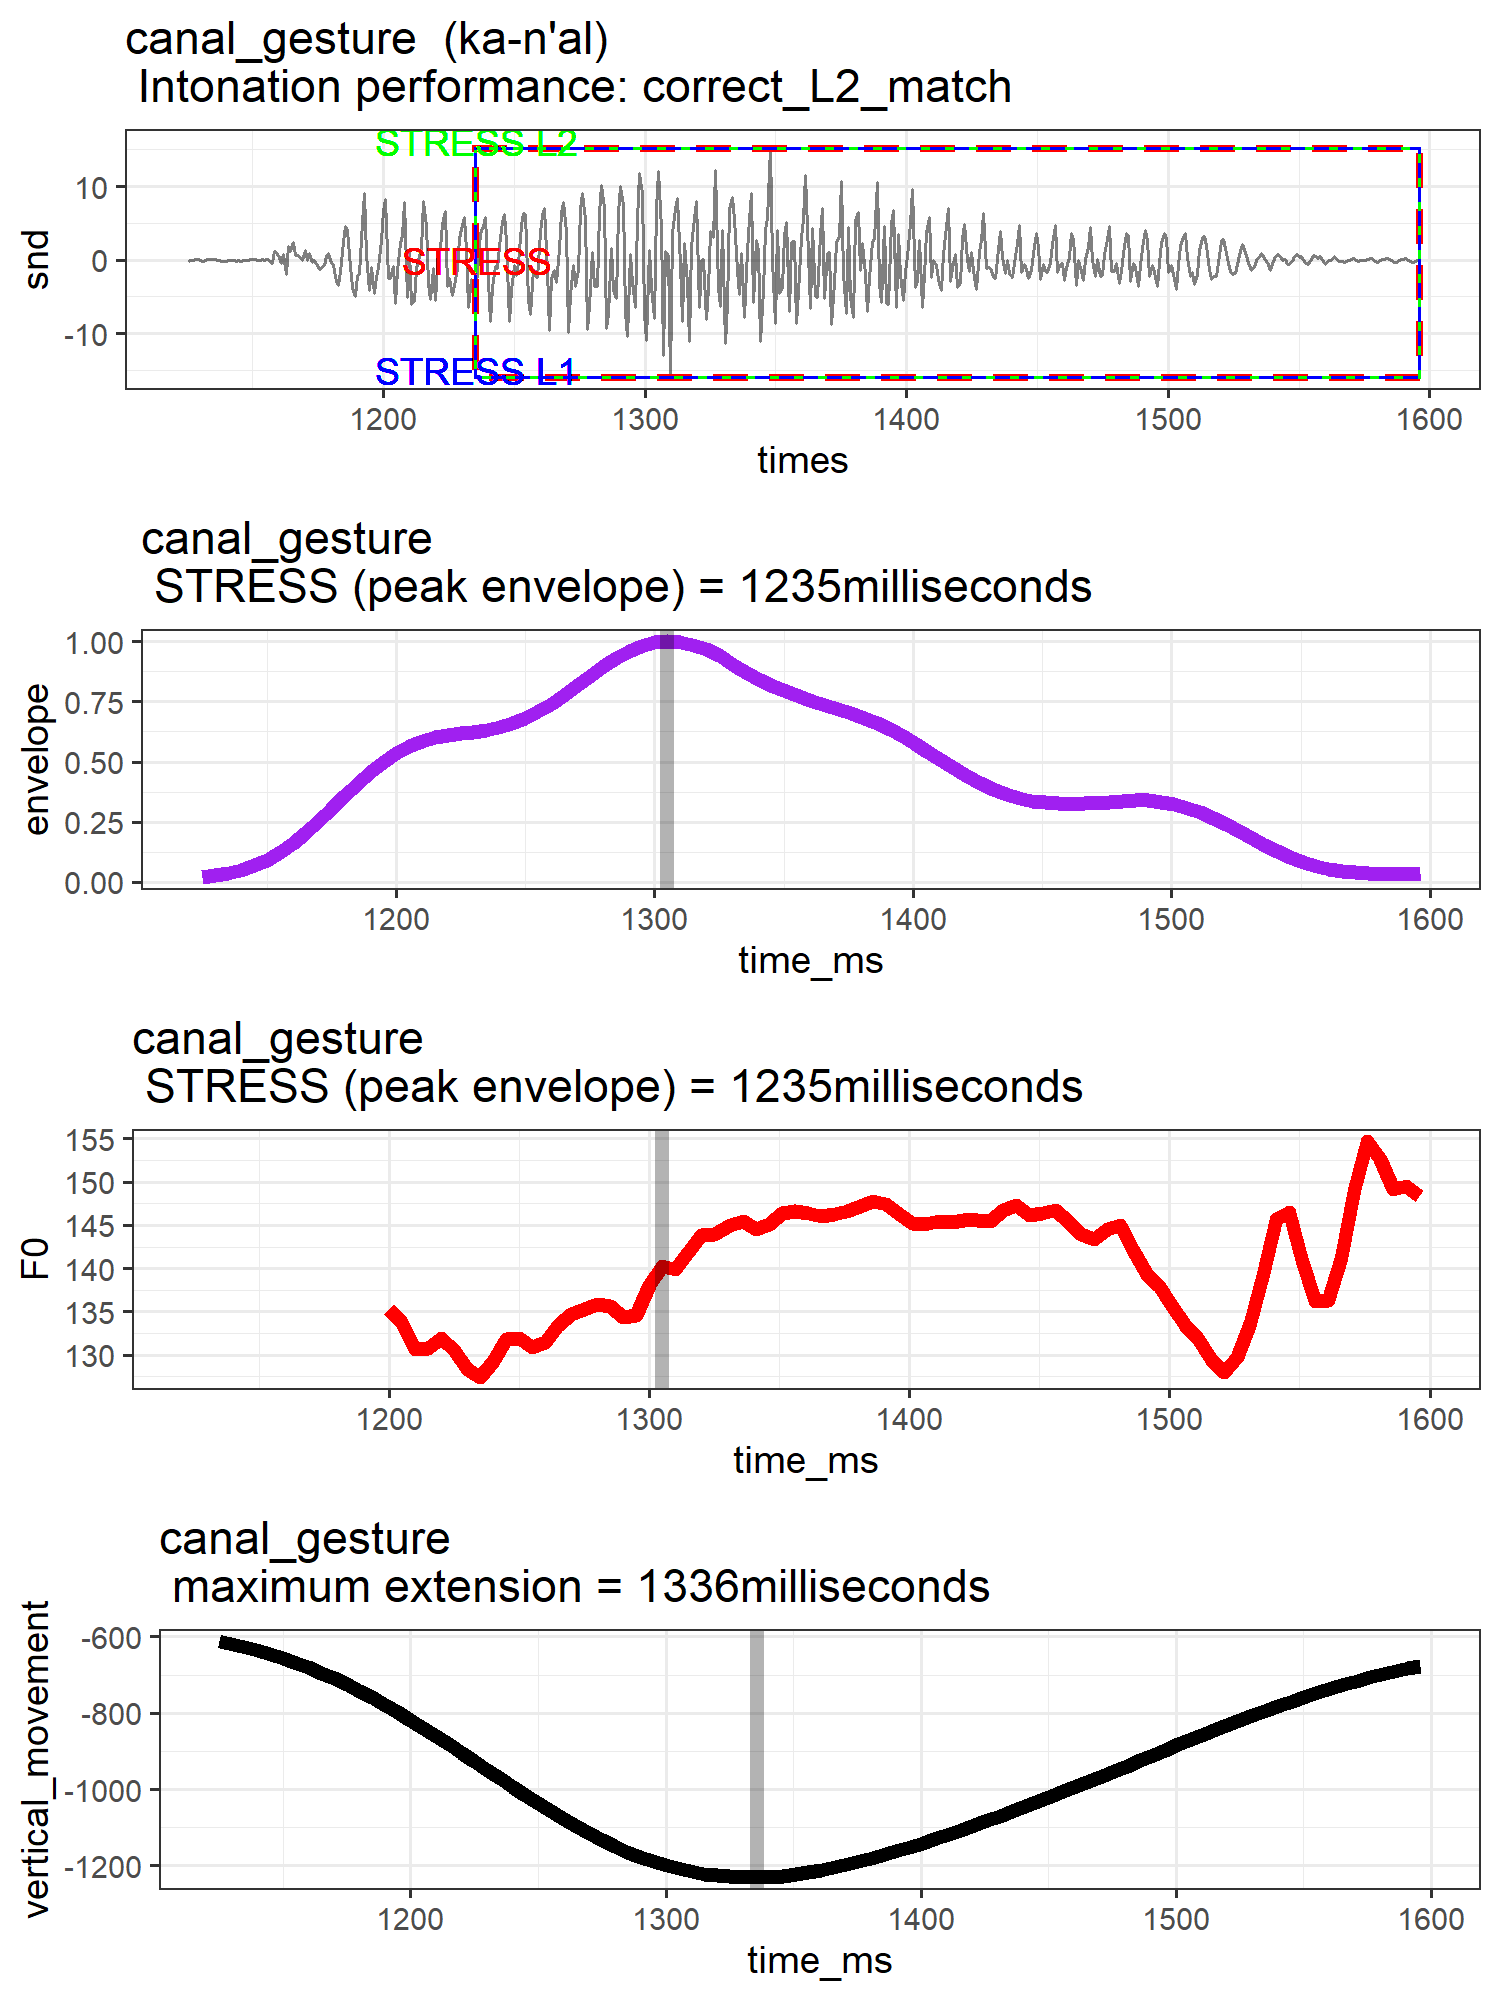 canal_gesture  (ka-n'al)
Intonation performance: correct_L2_match
STRESS L2
STRESS
STRESS L1
snd
10
0
-10
1200 1300 1400 1500 1600
times
canal_gesture
STRESS (peak envelope) = 1235milliseconds
envelope
1.00
0.75
0.50
0.25
0.00
1200 1300 1400 1500 1600
time_ms
canal_gesture
STRESS (peak envelope) = 1235milliseconds
F0
155
150
145
140
135
130
1200 1300 1400 1500 1600
time_ms
canal_gesture
maximum extension = 1336milliseconds
vertical_movement
-600
-800
-1000
-1200
1200 1300 1400 1500 1600
time_ms